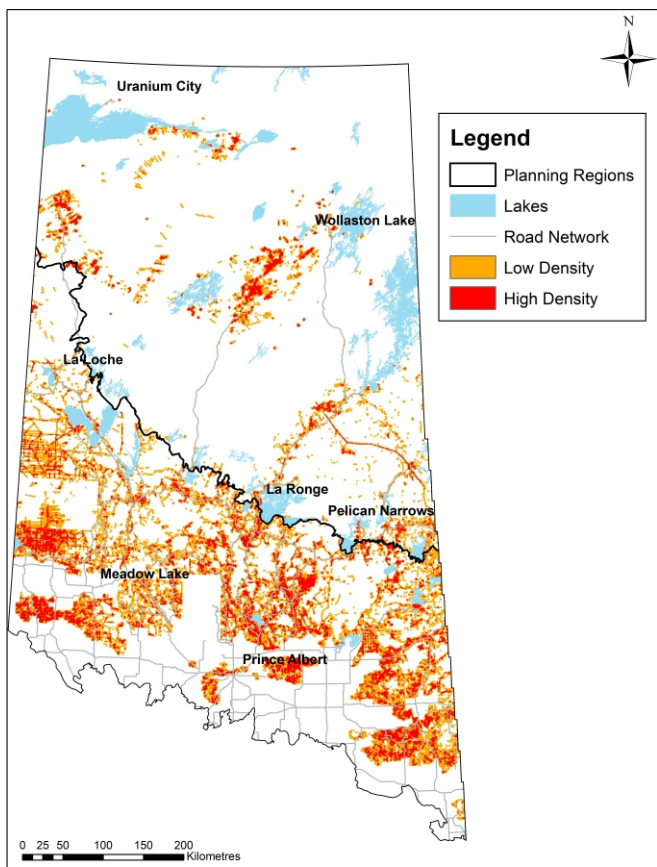 N
Uranium City
Legend
Planning Regions
Lakes
Wollaston Lake
Road Network
Low Density
High Density
La Loche
La Ronge
Pelican Narrows
Meadow Lake
Prince Albert
0 25 50 100 150 200
Kilometres